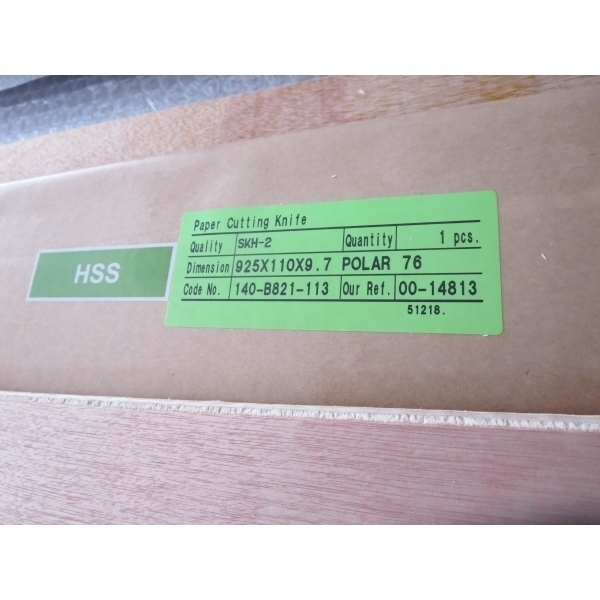 HSS
Paper Cutting Knife
Quality SKH-2 Quantity 1 pcs.
Dimension 925X110X9.7 POLAR 76
Code No. 140-B821-113 Our Ref. 00-14813
51218.